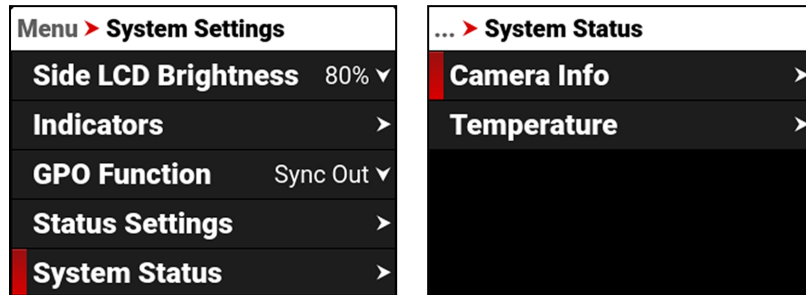 Menu > System Settings
Side LCD Brightness 80%
Indicators
GPO Function Sync Out
Status Settings
System Status
... > System Status
Camera Info
Temperature